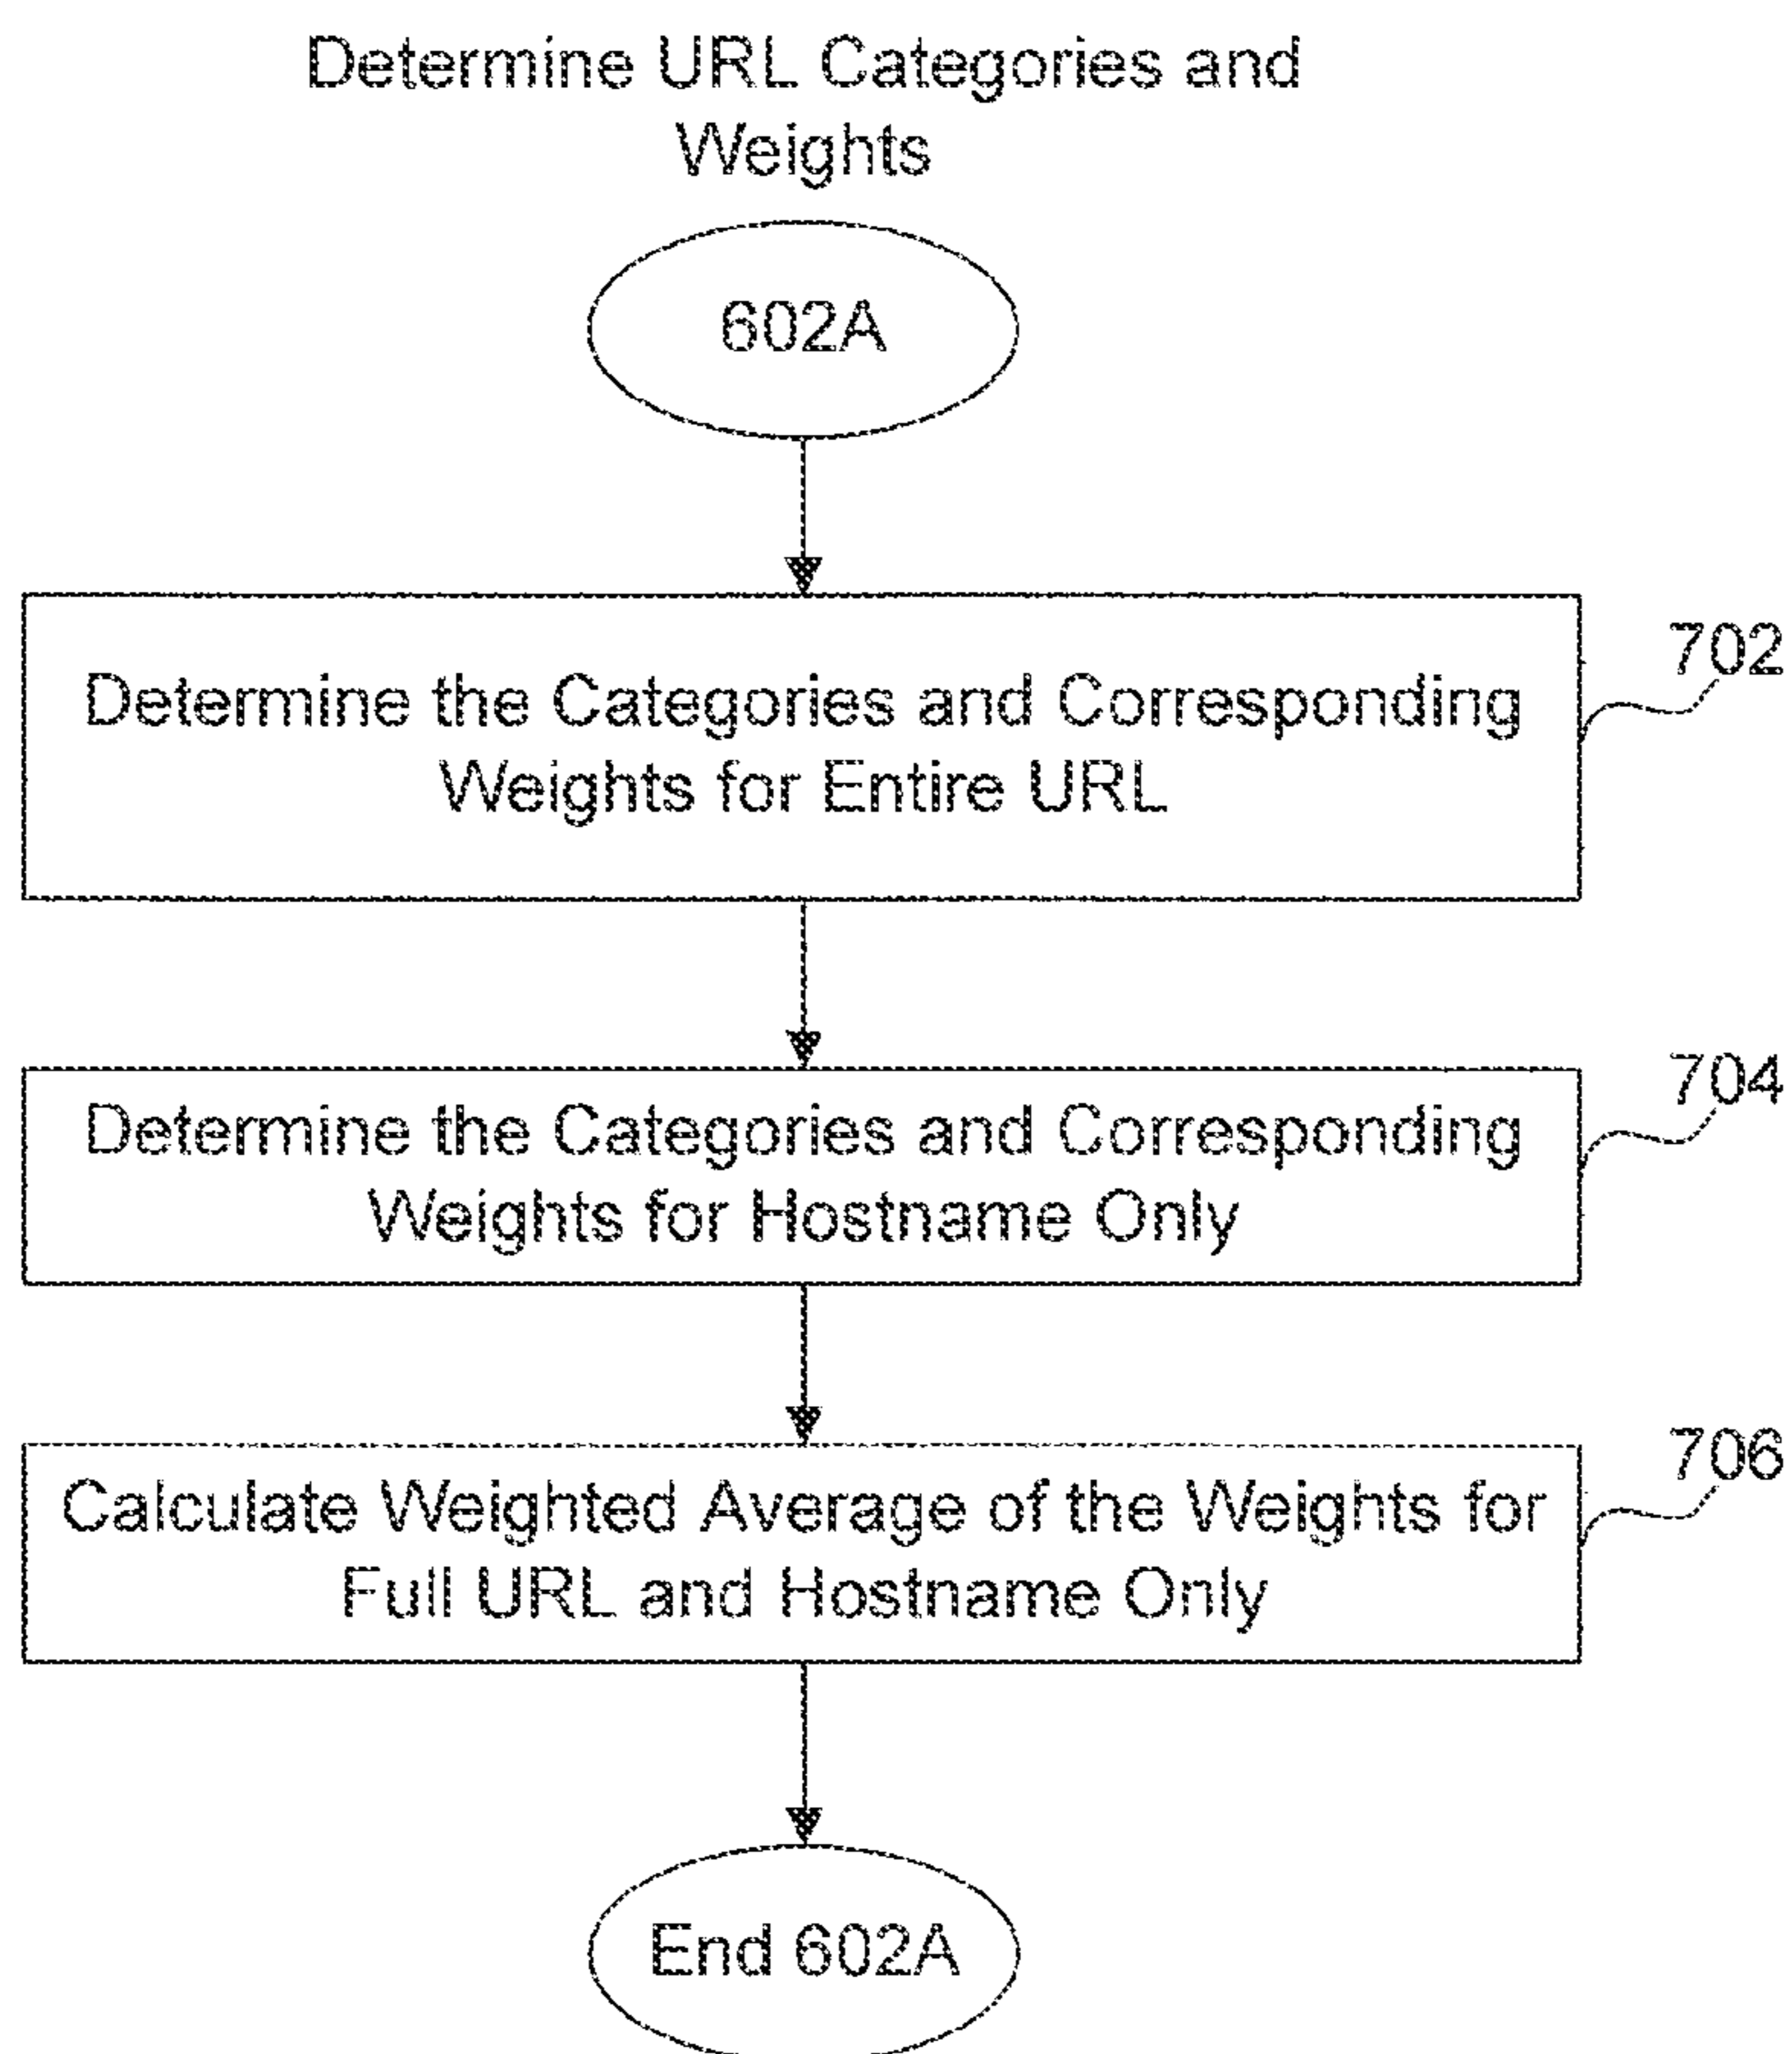 Determine URL Categories and
Weights
602A
702
Determine the Categories and Corresponding
Weights for Entire URL
704
Determine the Categories and Corresponding
Weights for Hostname Only
706
Calculate Weighted Average of the Weights for
Full URL and Hostname Only
End 602A